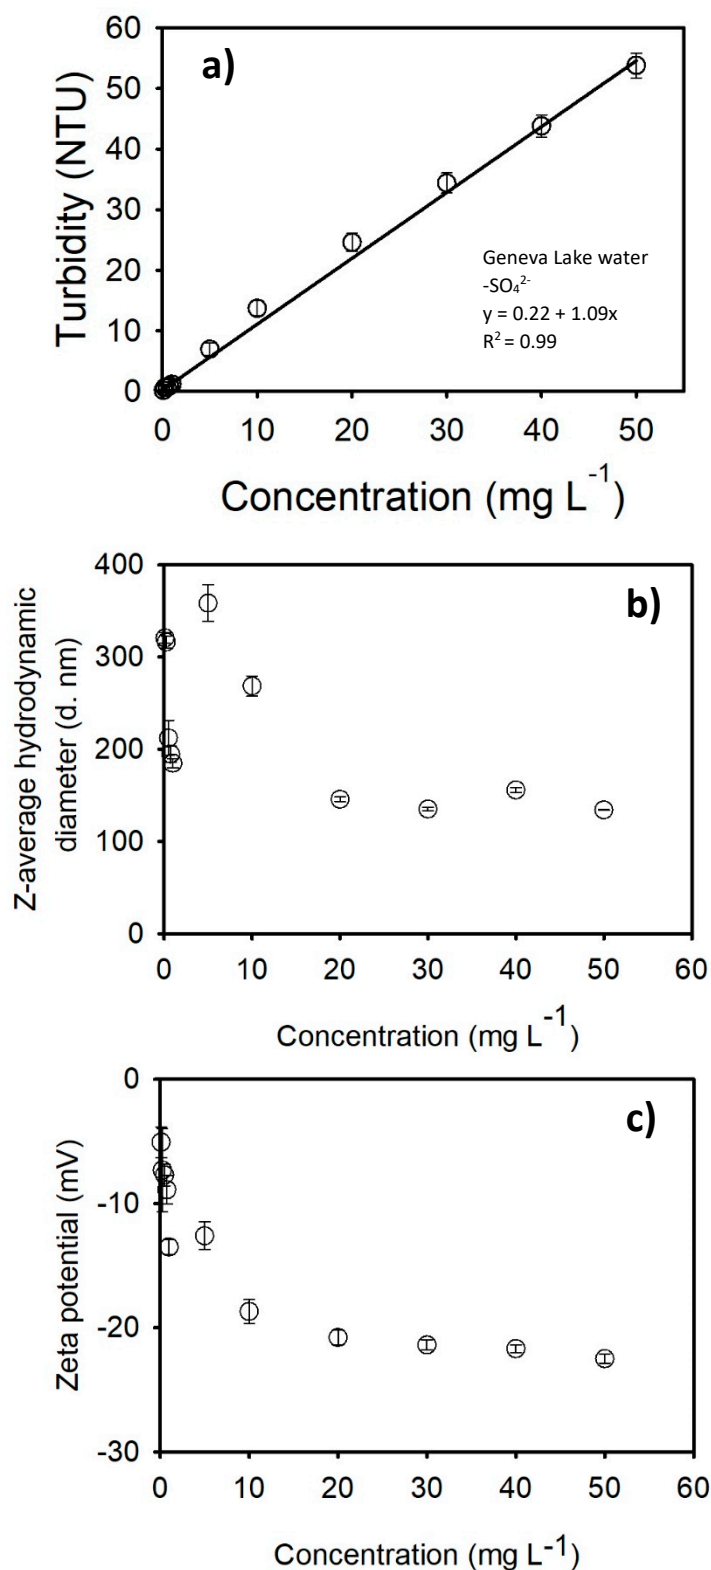 a)
Turbidity (NTU)
60
50
40
30
20
10
0
Geneva Lake water
-SO₄²⁻
y = 0.22 + 1.09x
R² = 0.99
0 10 20 30 40 50
Concentration (mg L⁻¹)
b)
Z-average hydrodynamic
diameter (d. nm)
400
300
200
100
0
0 10 20 30 40 50 60
Concentration (mg L⁻¹)
c)
Zeta potential (mV)
0
-10
-20
-30
0 10 20 30 40 50 60
Concentration (mg L⁻¹)